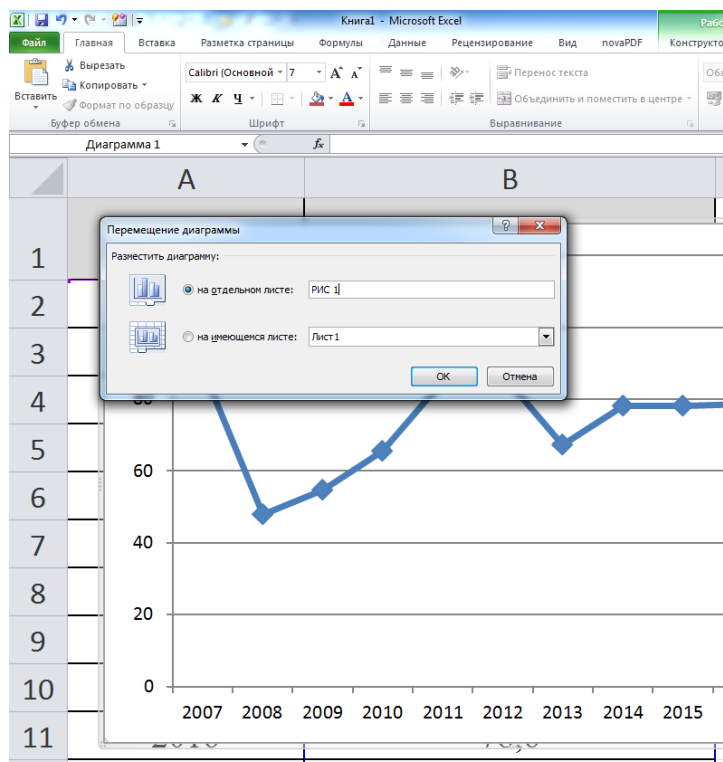 Книга1 - Microsoft Excel
Файл Главная Вставка Разметка страницы Формулы Данные Рецензирование Вид novaPDF
Вставить
Вырезать
Копировать
Формат по образцу
Буфер обмена
Calibri (Основной 7
Ж К Ч
Шрифт
Перенос текста
Объединить и поместить в центре
Выравнивание
Диаграмма 1 fx
A B
Перемещение диаграммы
Разместить диаграмму:
на отдельном листе: РИС 1
на имеющемся листе: Лист1
OK Отмена
1
2
3
4
5
6
7
8
9
10
11
60
40
20
0
2007 2008 2009 2010 2011 2012 2013 2014 2015